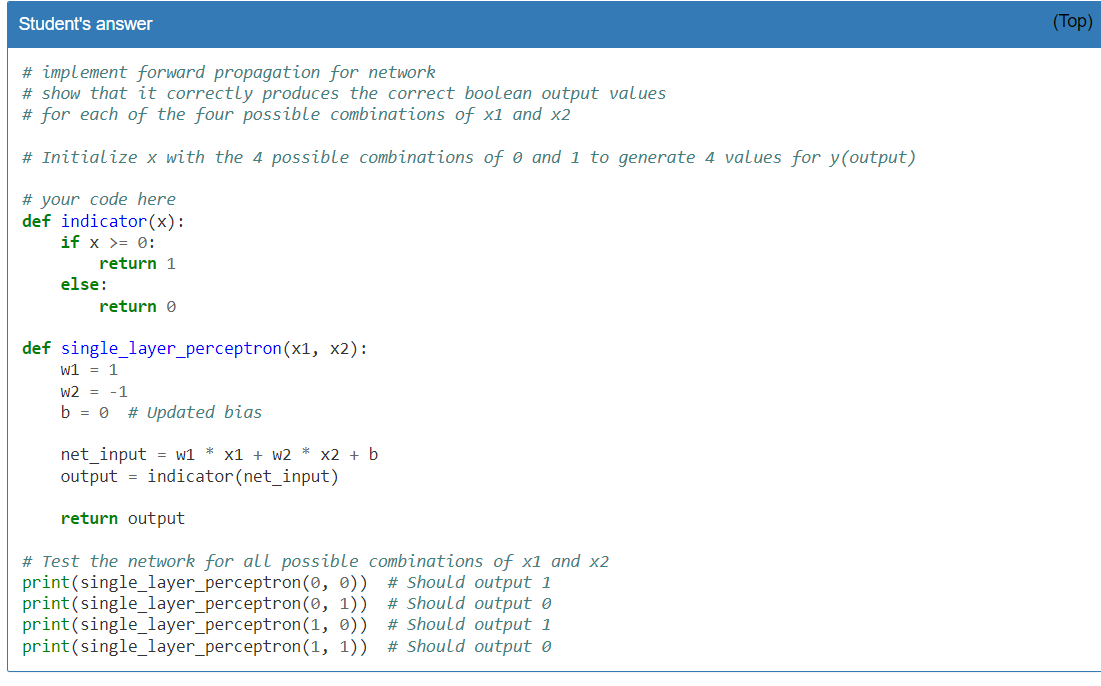 Student's answer (Top)
# implement forward propagation for network
# show that it correctly produces the correct boolean output values
# for each of the four possible combinations of x1 and x2
# Initialize x with the 4 possible combinations of 0 and 1 to generate 4 values for y(output)
# your code here
def indicator(x):
    if x >= 0:
        return 1
    else:
        return 0
def single_layer_perceptron(x1, x2):
    w1 = 1
    w2 = -1
    b = 0  # Updated bias
    net_input = w1 * x1 + w2 * x2 + b
    output = indicator(net_input)
    return output
# Test the network for all possible combinations of x1 and x2
print(single_layer_perceptron(0, 0))  # Should output 1
print(single_layer_perceptron(0, 1))  # Should output 0
print(single_layer_perceptron(1, 0))  # Should output 1
print(single_layer_perceptron(1, 1))  # Should output 0